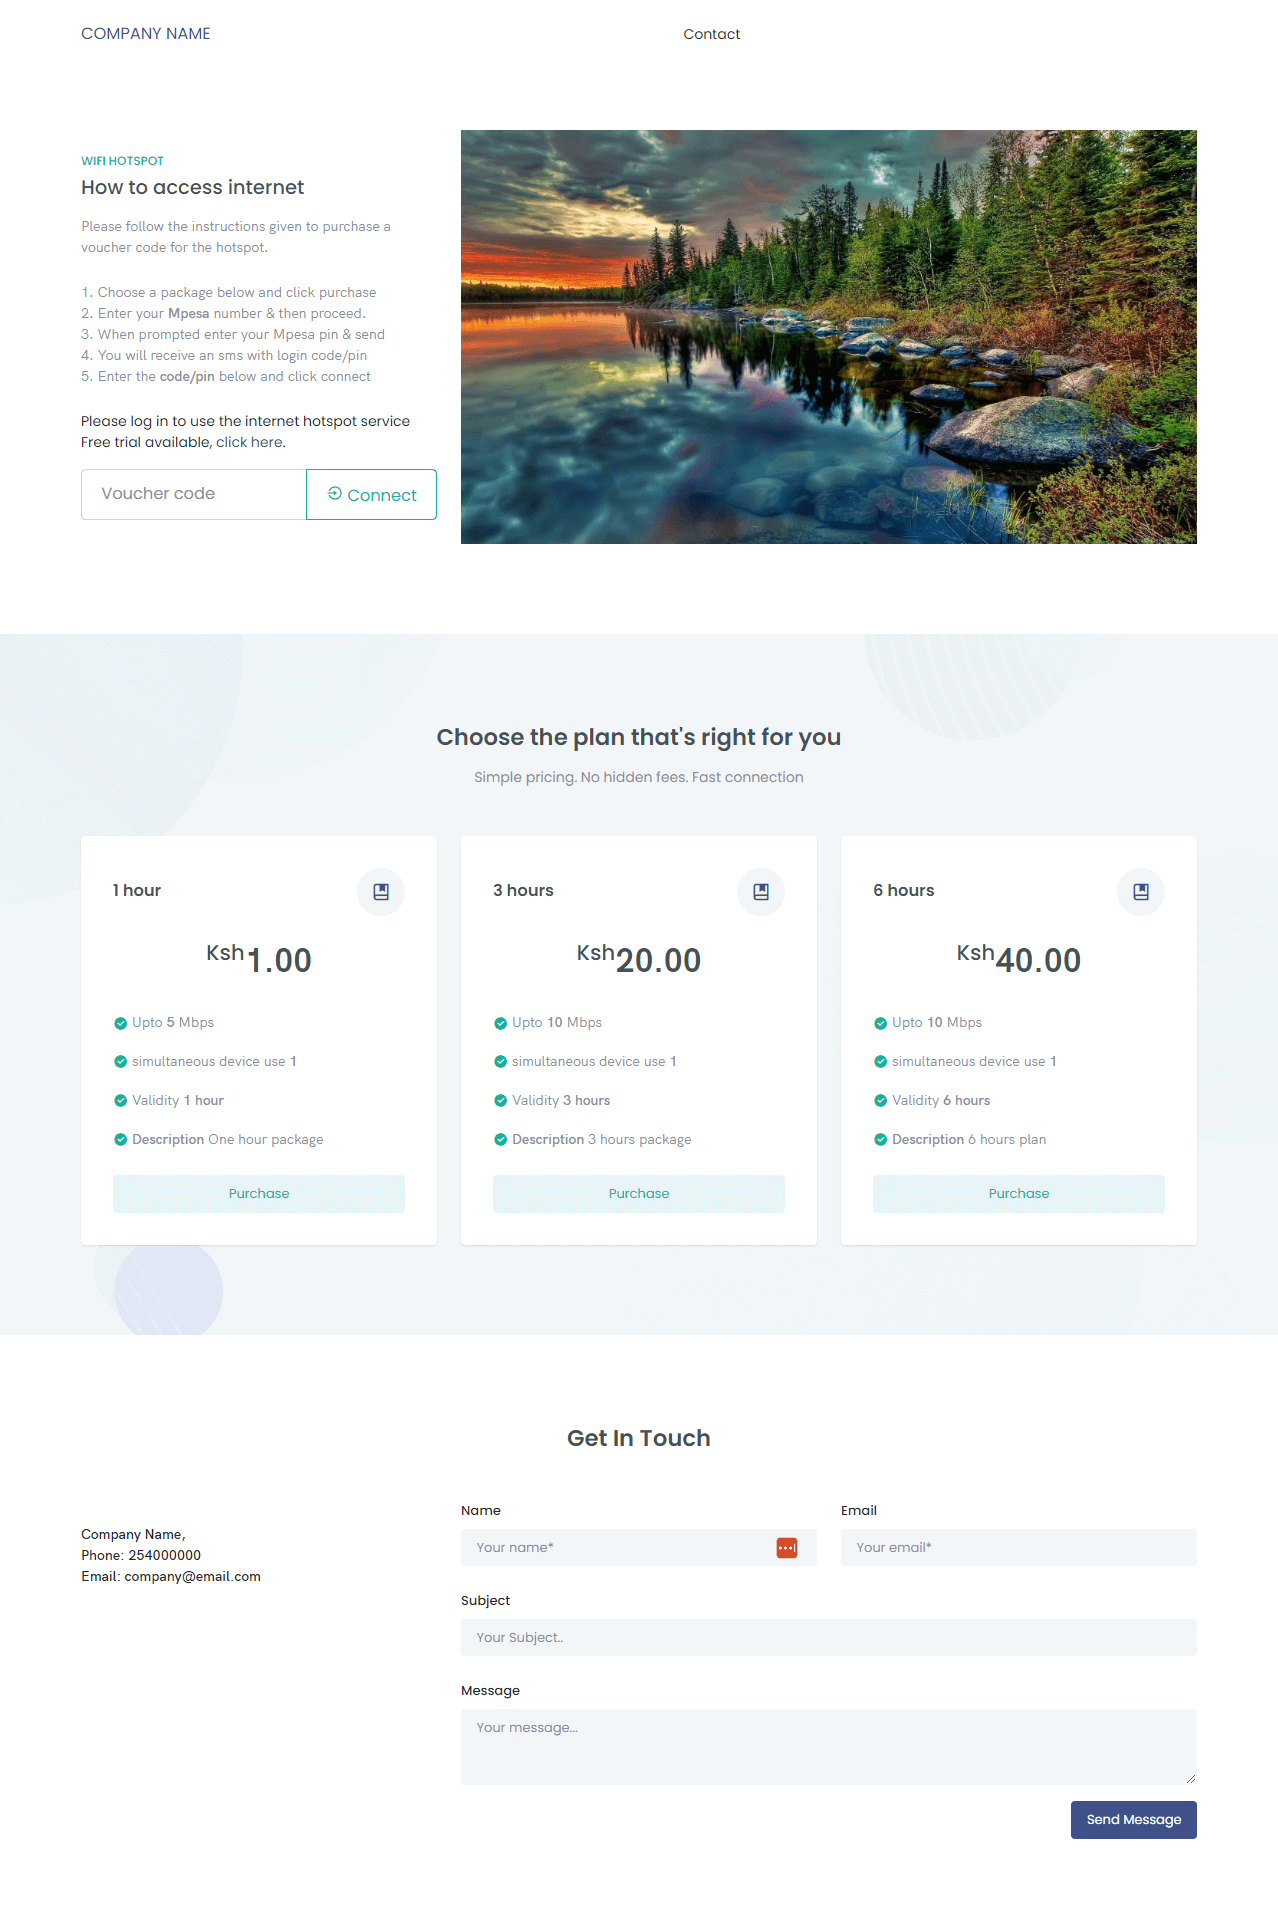 COMPANY NAME
Contact
WIFI HOTSPOT
How to access internet
Please follow the instructions given to purchase a
voucher code for the hotspot.
1. Choose a package below and click purchase
2. Enter your Mpesa number & then proceed.
3. When prompted enter your Mpesa pin & send
4. You will receive an sms with login code/pin
5. Enter the code/pin below and click connect
Please log in to use the internet hotspot service
Free trial available, click here.
Voucher code
Connect
Choose the plan that's right for you
Simple pricing. No hidden fees. Fast connection
1 hour
Ksh1.00
Upto 5 Mbps
simultaneous device use 1
Validity 1 hour
Description One hour package
Purchase
3 hours
Ksh20.00
Upto 10 Mbps
simultaneous device use 1
Validity 3 hours
Description 3 hours package
Purchase
6 hours
Ksh40.00
Upto 10 Mbps
simultaneous device use 1
Validity 6 hours
Description 6 hours plan
Purchase
Get In Touch
Company Name,
Phone: 254000000
Email: company@email.com
Name
Your name*
Email
Your email*
Subject
Your Subject..
Message
Your message...
Send Message